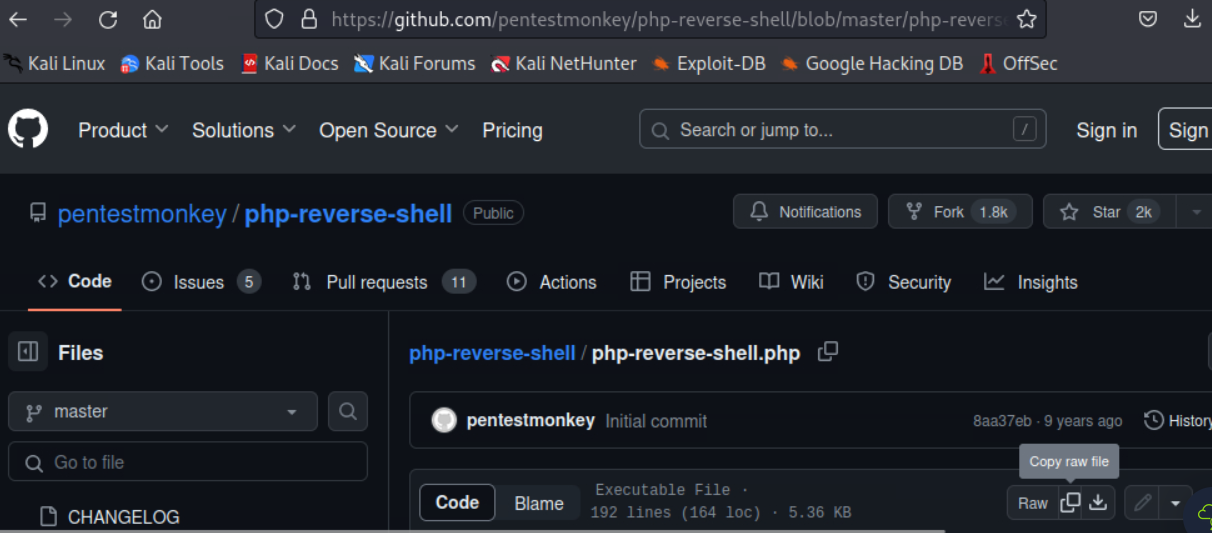 https://github.com/pentestmonkey/php-reverse-shell/blob/master/php-revers
Kali Linux Kali Tools Kali Docs Kali Forums Kali NetHunter Exploit-DB Google Hacking DB OffSec
Product Solutions Open Source Pricing Search or jump to... / Sign in Sign
pentestmonkey / php-reverse-shell Public Notifications Fork 1.8k Star 2k
Code Issues 5 Pull requests 11 Actions Projects Wiki Security Insights
Files
php-reverse-shell / php-reverse-shell.php
master
pentestmonkey Initial commit 8aa37eb · 9 years ago History
Go to file
Copy raw file
Code Blame Executable File ·
192 lines (164 loc) · 5.36 KB
Raw
CHANGELOG